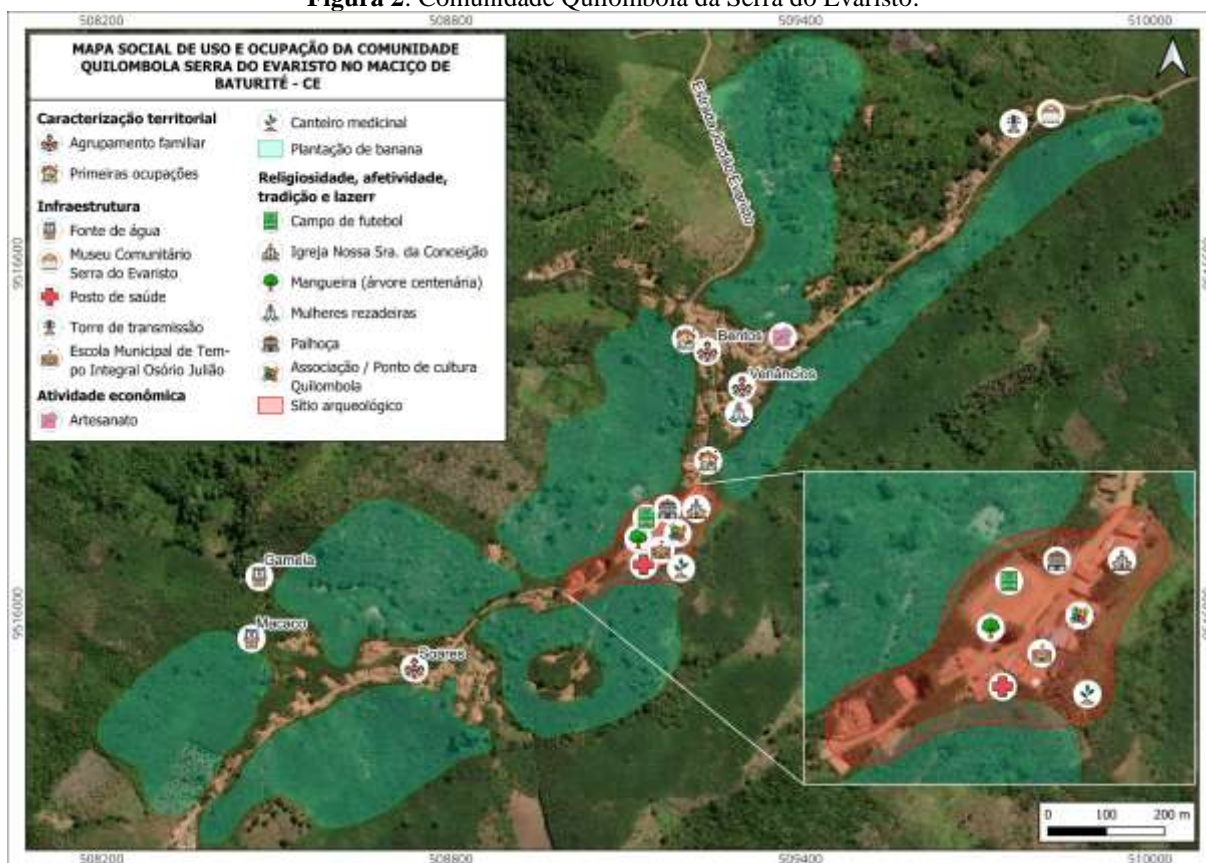 Figura 2. Comunidade Quilombola da Serra do Evaristo.
508200
508800
509400
510000
MAPA SOCIAL DE USO E OCUPAÇÃO DA COMUNIDADE
QUILOMBOLA SERRA DO EVARISTO NO MACIÇO DE
BATURITÉ - CE
Caracterização territorial
Agrupamento familiar
Primeiras ocupações
Infraestrutura
Fonte de água
Museu Comunitário
Serra do Evaristo
Posto de saúde
Torre de transmissão
Escola Municipal de Tem-
po Integral Osório Julião
Atividade econômica
Artesanato
Canteiro medicinal
Plantação de banana
Religiosidade, afetividade,
tradição e lazerr
Campo de futebol
Igreja Nossa Sra. da Conceição
Mangueira (árvore centenária)
Mulheres rezadeiras
Palhoça
Associação / Ponto de cultura
Quilombola
Sítio arqueológico
9516600
9516000
Bentos
Venâncios
Gamela
Macaco
Soares
0 100 200 m
508200
508800
509400
510000